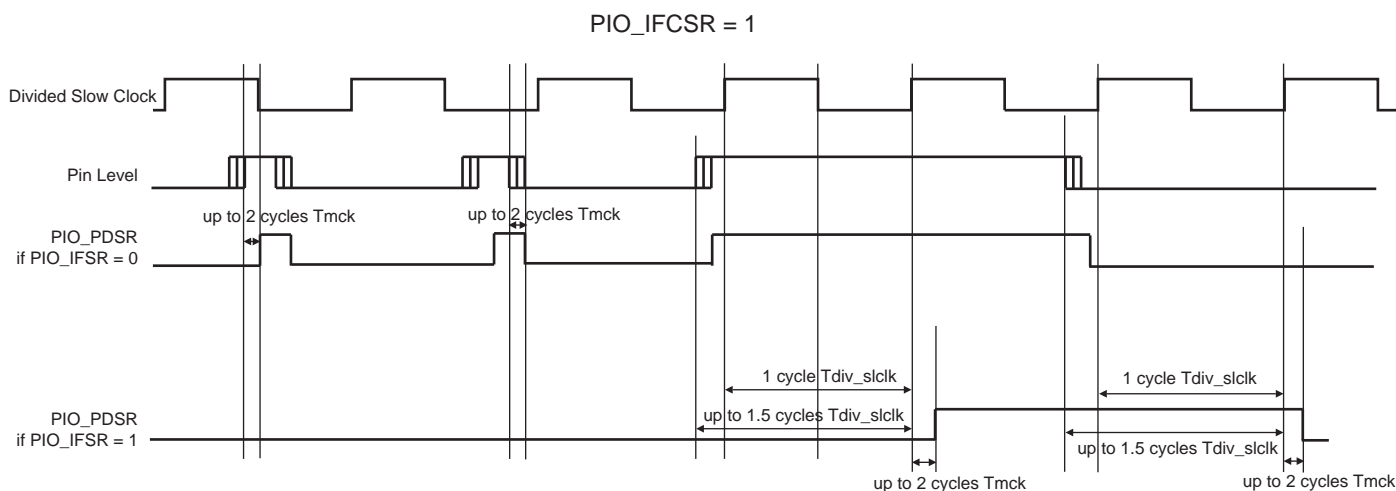 PIO_IFCSR = 1
Divided Slow Clock
Pin Level
up to 2 cycles Tmck
up to 2 cycles Tmck
PIO_PDSR
if PIO_IFSR = 0
1 cycle Tdiv_slclk
1 cycle Tdiv_slclk
PIO_PDSR
if PIO_IFSR = 1
up to 1.5 cycles Tdiv_slclk
up to 1.5 cycles Tdiv_slclk
up to 2 cycles Tmck
up to 2 cycles Tmck